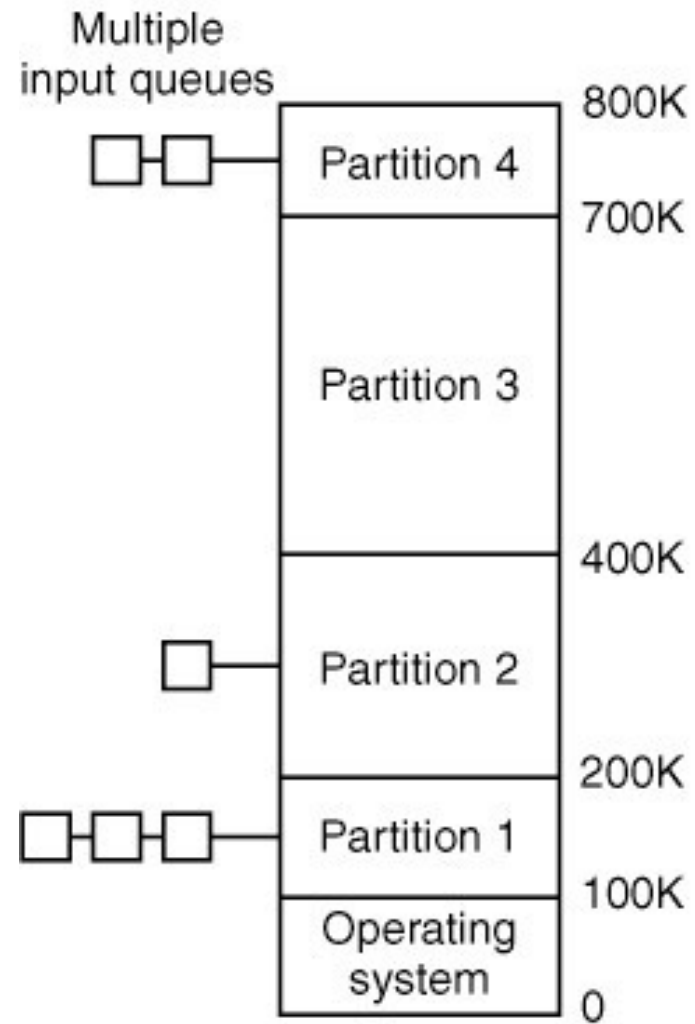 Multiple
input queues
800K
Partition 4
700K
Partition 3
400K
Partition 2
200K
Partition 1
100K
Operating
system
0